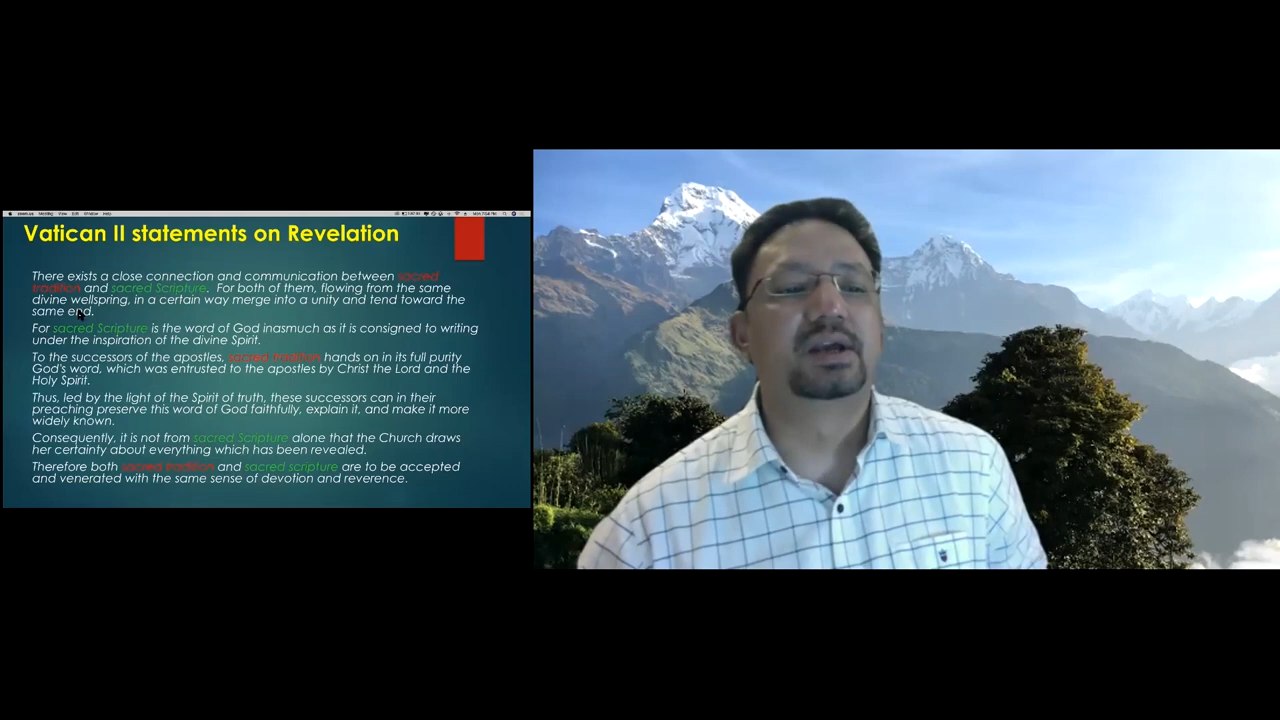 Vatican II statements on Revelation
There exists a close connection and communication between sacred
tradition and sacred Scripture. For both of them, flowing from the same
divine wellspring, in a certain way merge into a unity and tend toward the
same end.
For sacred Scripture is the word of God inasmuch as it is consigned to writing
under the inspiration of the divine Spirit.
To the successors of the apostles, sacred tradition hands on in its full purity
God's word, which was entrusted to the apostles by Christ the Lord and the
Holy Spirit.
Thus, led by the light of the Spirit of truth, these successors can in their
preaching preserve this word of God faithfully, explain it, and make it more
widely known.
Consequently, it is not from sacred Scripture alone that the Church draws
her certainty about everything which has been revealed.
Therefore both sacred tradition and sacred scripture are to be accepted
and venerated with the same sense of devotion and reverence.